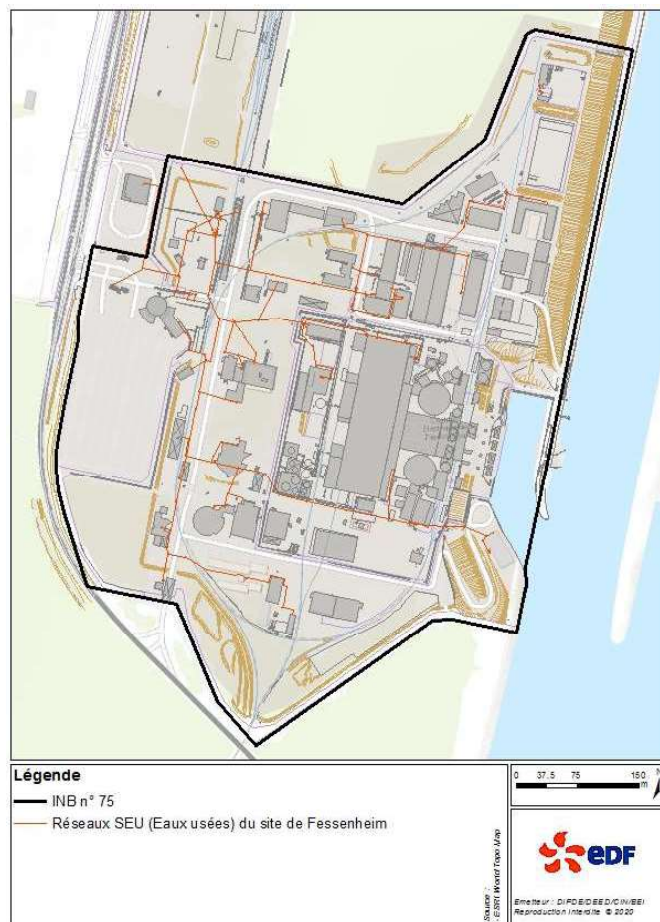 Légende
INB n° 75
Réseaux SEU (Eaux usées) du site de Fessenheim
0 37,5 75 150
m
N
Source :
- ESRI World Topo Map
edF
Emetteur : DIPDE/DEED/CIN/BEI
Reproduction Interdite © 2020